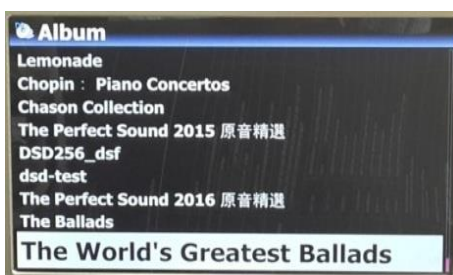 Album
Lemonade
Chopin : Piano Concertos
Chason Collection
The Perfect Sound 2015 原音精選
DSD256_dsf
dsd-test
The Perfect Sound 2016 原音精選
The Ballads
The World's Greatest Ballads